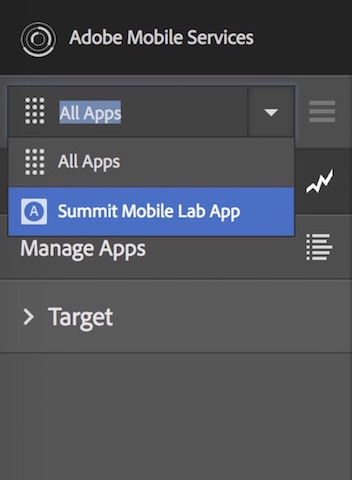 Adobe Mobile Services
All Apps
All Apps
A Summit Mobile Lab App
Manage Apps
Target